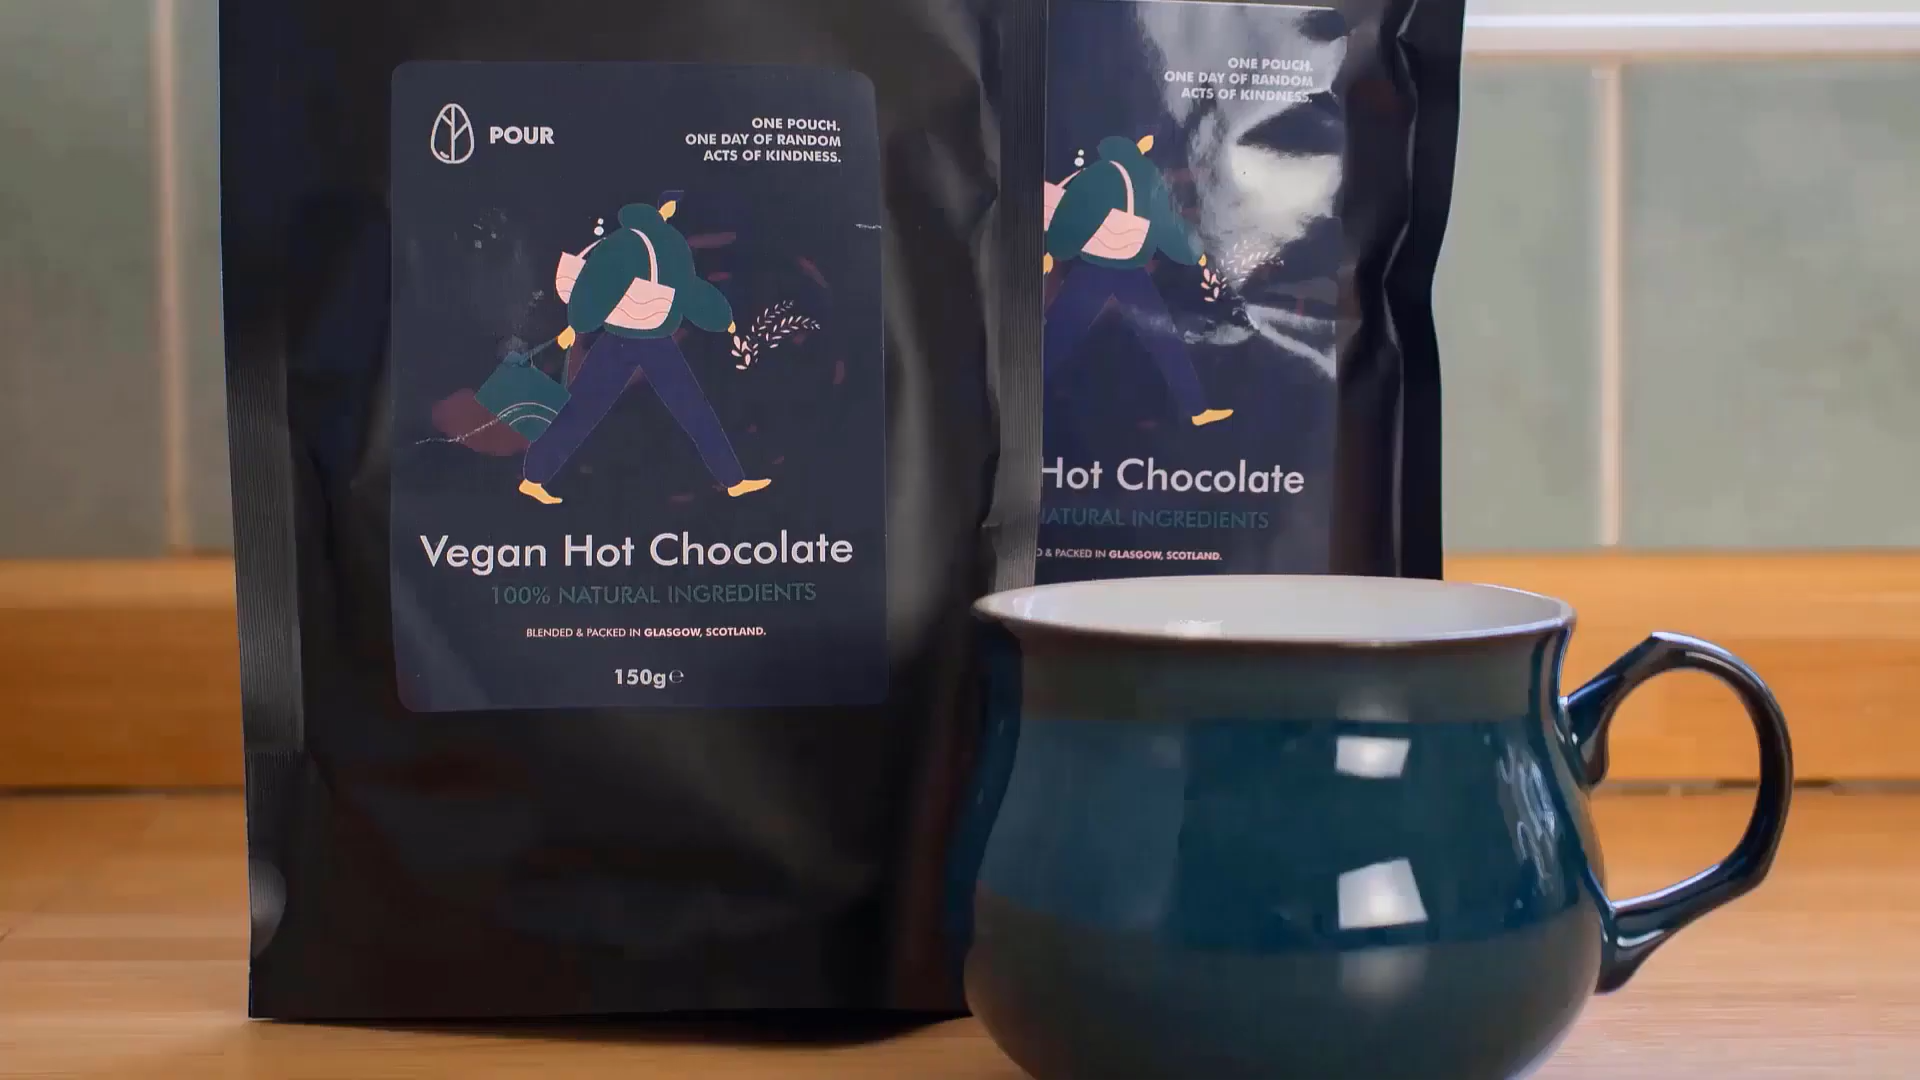 POUR
ONE POUCH.
ONE DAY OF RANDOM
ACTS OF KINDNESS.
Vegan Hot Chocolate
100% NATURAL INGREDIENTS
BLENDED & PACKED IN GLASGOW, SCOTLAND.
150g℮
ONE POUCH.
ONE DAY OF RANDOM
ACTS OF KINDNESS.
Hot Chocolate
NATURAL INGREDIENTS
& PACKED IN GLASGOW, SCOTLAND.